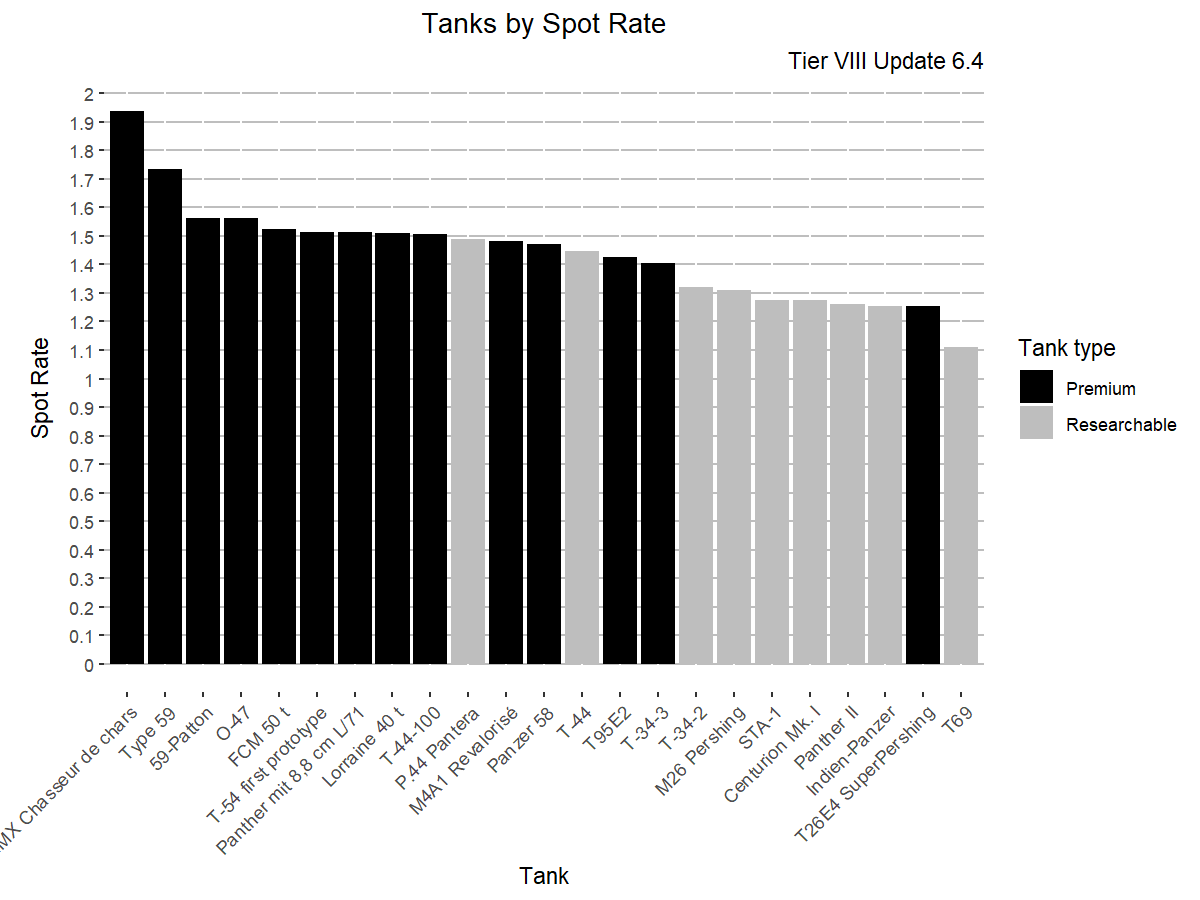 Tanks by Spot Rate
Tier VIII Update 6.4
Spot Rate
2
1.9
1.8
1.7
1.6
1.5
1.4
1.3
1.2
1.1
1
0.9
0.8
0.7
0.6
0.5
0.4
0.3
0.2
0.1
0
MX Chasseur de chars
Type 59
59-Patton
O-47
FCM 50 t
T-54 first prototype
Panther mit 8,8 cm L/71
Lorraine 40 t
T-44-100
P.44 Pantera
M4A1 Revalorisé
Panzer 58
T-44
T95E2
T-34-3
T-34-2
M26 Pershing
STA-1
Centurion Mk. I
Panther II
Indien-Panzer
T26E4 SuperPershing
T69
Tank
Tank type
Premium
Researchable